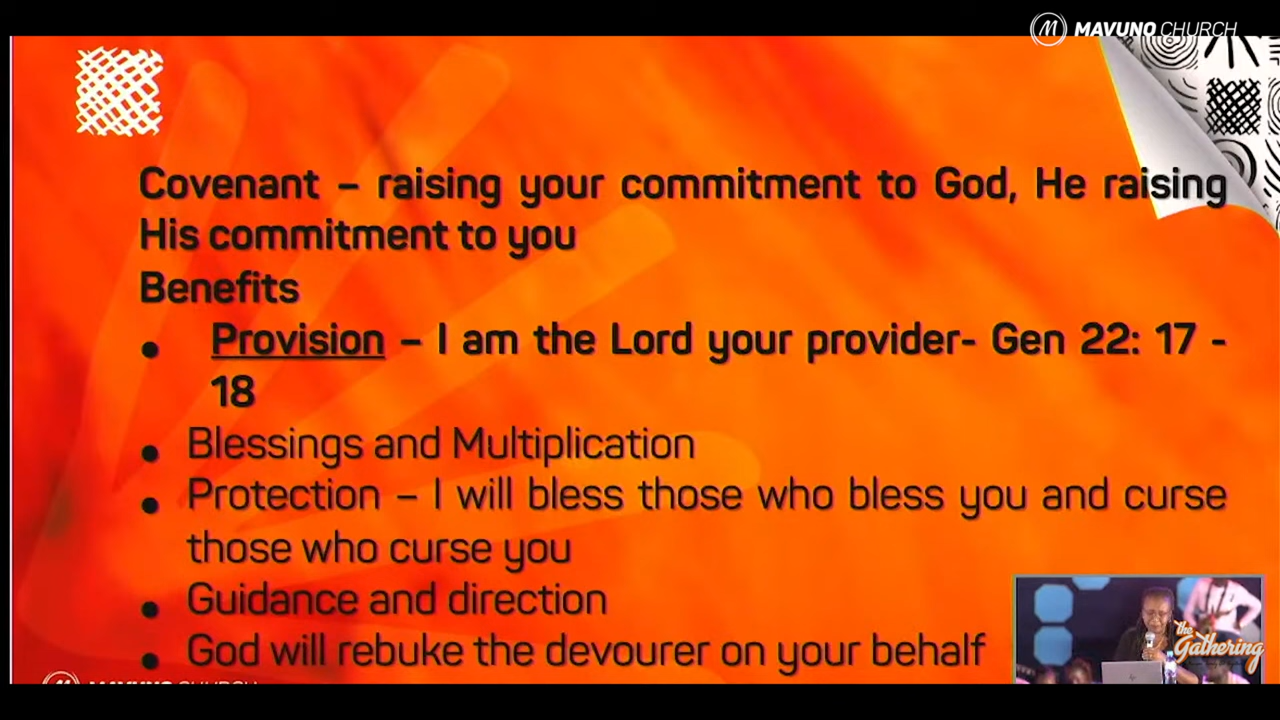 MAVUNO CHURCH
Covenant – raising your commitment to God, He raising
His commitment to you
Benefits
• Provision – I am the Lord your provider- Gen 22: 17 -
18
• Blessings and Multiplication
• Protection – I will bless those who bless you and curse
those who curse you
• Guidance and direction
• God will rebuke the devourer on your behalf
the
Gathering
MAVUNO CHURCH